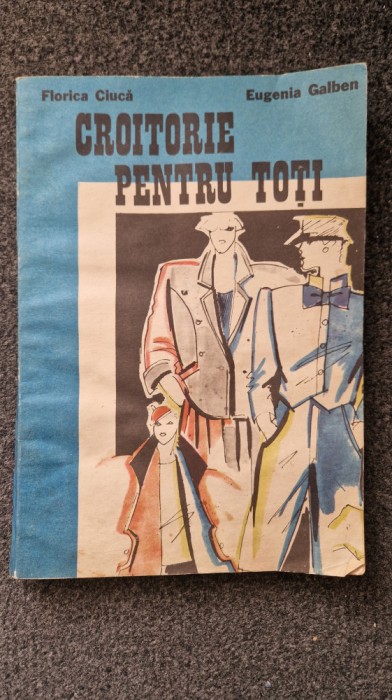 Florica Ciucă
Eugenia Galben
CROITORIE
PENTRU TOȚI